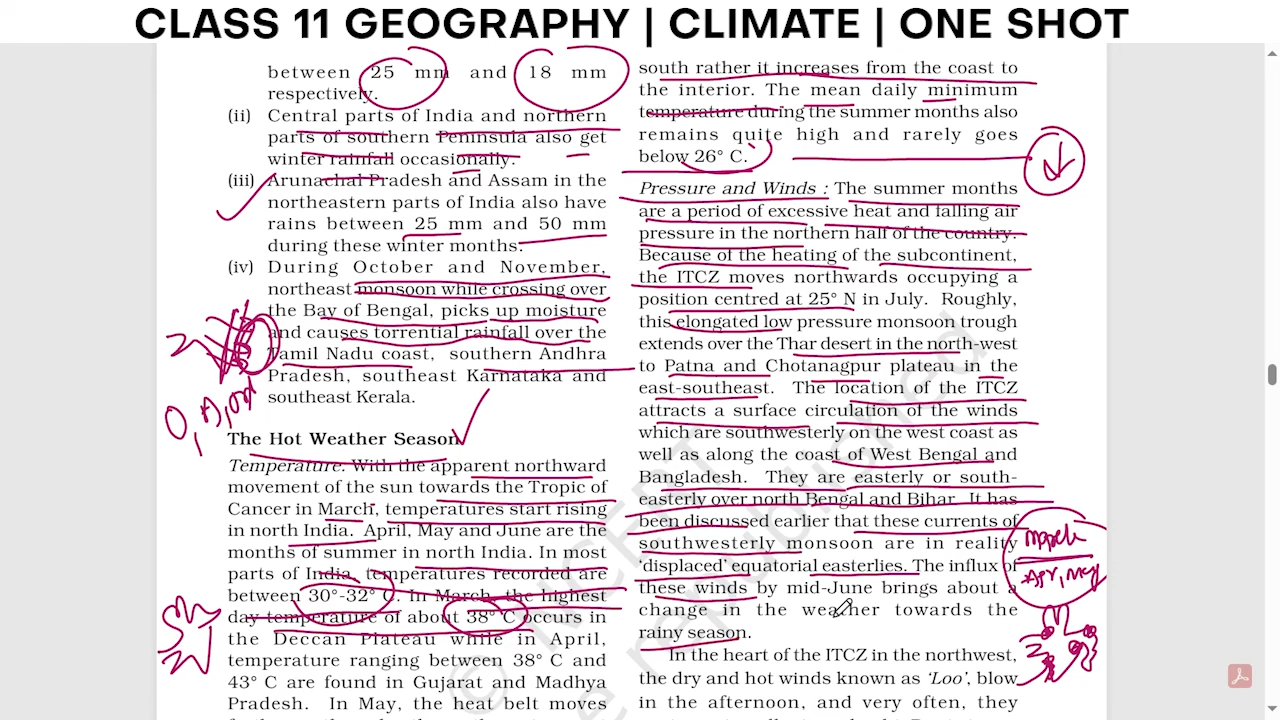 CLASS 11 GEOGRAPHY | CLIMATE | ONE SHOT
between 25 mm and 18 mm
respectively.
(ii) Central parts of India and northern
parts of southern Peninsula also get
winter rainfall occasionally.
(iii) Arunachal Pradesh and Assam in the
northeastern parts of India also have
rains between 25 mm and 50 mm
during these winter months.
(iv) During October and November,
northeast monsoon while crossing over
the Bay of Bengal, picks up moisture
and causes torrential rainfall over the
Tamil Nadu coast, southern Andhra
Pradesh, southeast Karnataka and
southeast Kerala.
The Hot Weather Season
Temperature: With the apparent northward
movement of the sun towards the Tropic of
Cancer in March, temperatures start rising
in north India. April, May and June are the
months of summer in north India. In most
parts of India, temperatures recorded are
between 30°-32° C. In March, the highest
day temperature of about 38° C occurs in
the Deccan Plateau while in April,
temperature ranging between 38° C and
43° C are found in Gujarat and Madhya
Pradesh. In May, the heat belt moves
south rather it increases from the coast to
the interior. The mean daily minimum
temperature during the summer months also
remains quite high and rarely goes
below 26° C.
Pressure and Winds : The summer months
are a period of excessive heat and falling air
pressure in the northern half of the country.
Because of the heating of the subcontinent,
the ITCZ moves northwards occupying a
position centred at 25° N in July. Roughly,
this elongated low pressure monsoon trough
extends over the Thar desert in the north-west
to Patna and Chotanagpur plateau in the
east-southeast. The location of the ITCZ
attracts a surface circulation of the winds
which are southwesterly on the west coast as
well as along the coast of West Bengal and
Bangladesh. They are easterly or south-
easterly over north Bengal and Bihar. It has
been discussed earlier that these currents of
southwesterly monsoon are in reality
'displaced' equatorial easterlies. The influx of
these winds by mid-June brings about a
change in the weather towards the
rainy season.
In the heart of the ITCZ in the northwest,
the dry and hot winds known as 'Loo', blow
in the afternoon, and very often, they
March
Apr, May